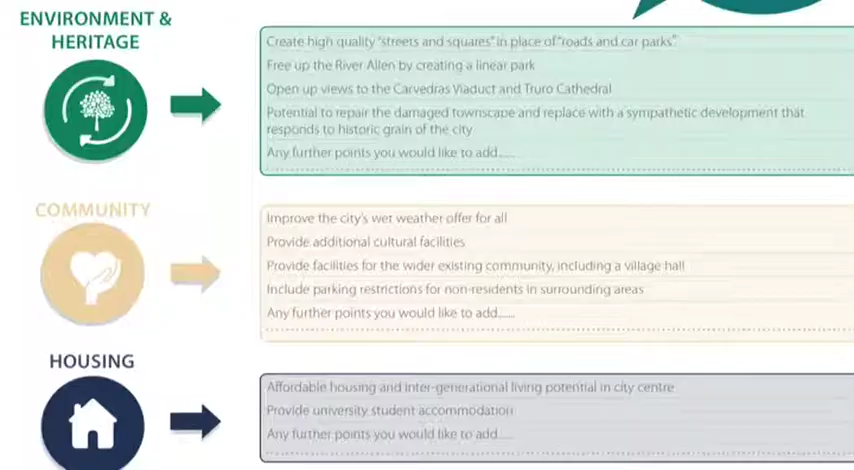 ENVIRONMENT &
HERITAGE
Create high quality "streets and squares" in place of "roads and car parks"
Free up the River Allen by creating a linear park
Open up views to the Carvedras Viaduct and Truro Cathedral
Potential to repair the damaged townscape and replace with a sympathetic development that
responds to historic grain of the city
Any further points you would like to add......
COMMUNITY
Improve the city's wet weather offer for all
Provide additional cultural facilities
Provide facilities for the wider existing community, including a village hall
Include parking restrictions for non-residents in surrounding areas
Any further points you would like to add......
HOUSING
Affordable housing and inter-generational living potential in city centre
Provide university student accommodation
Any further points you would like to add......